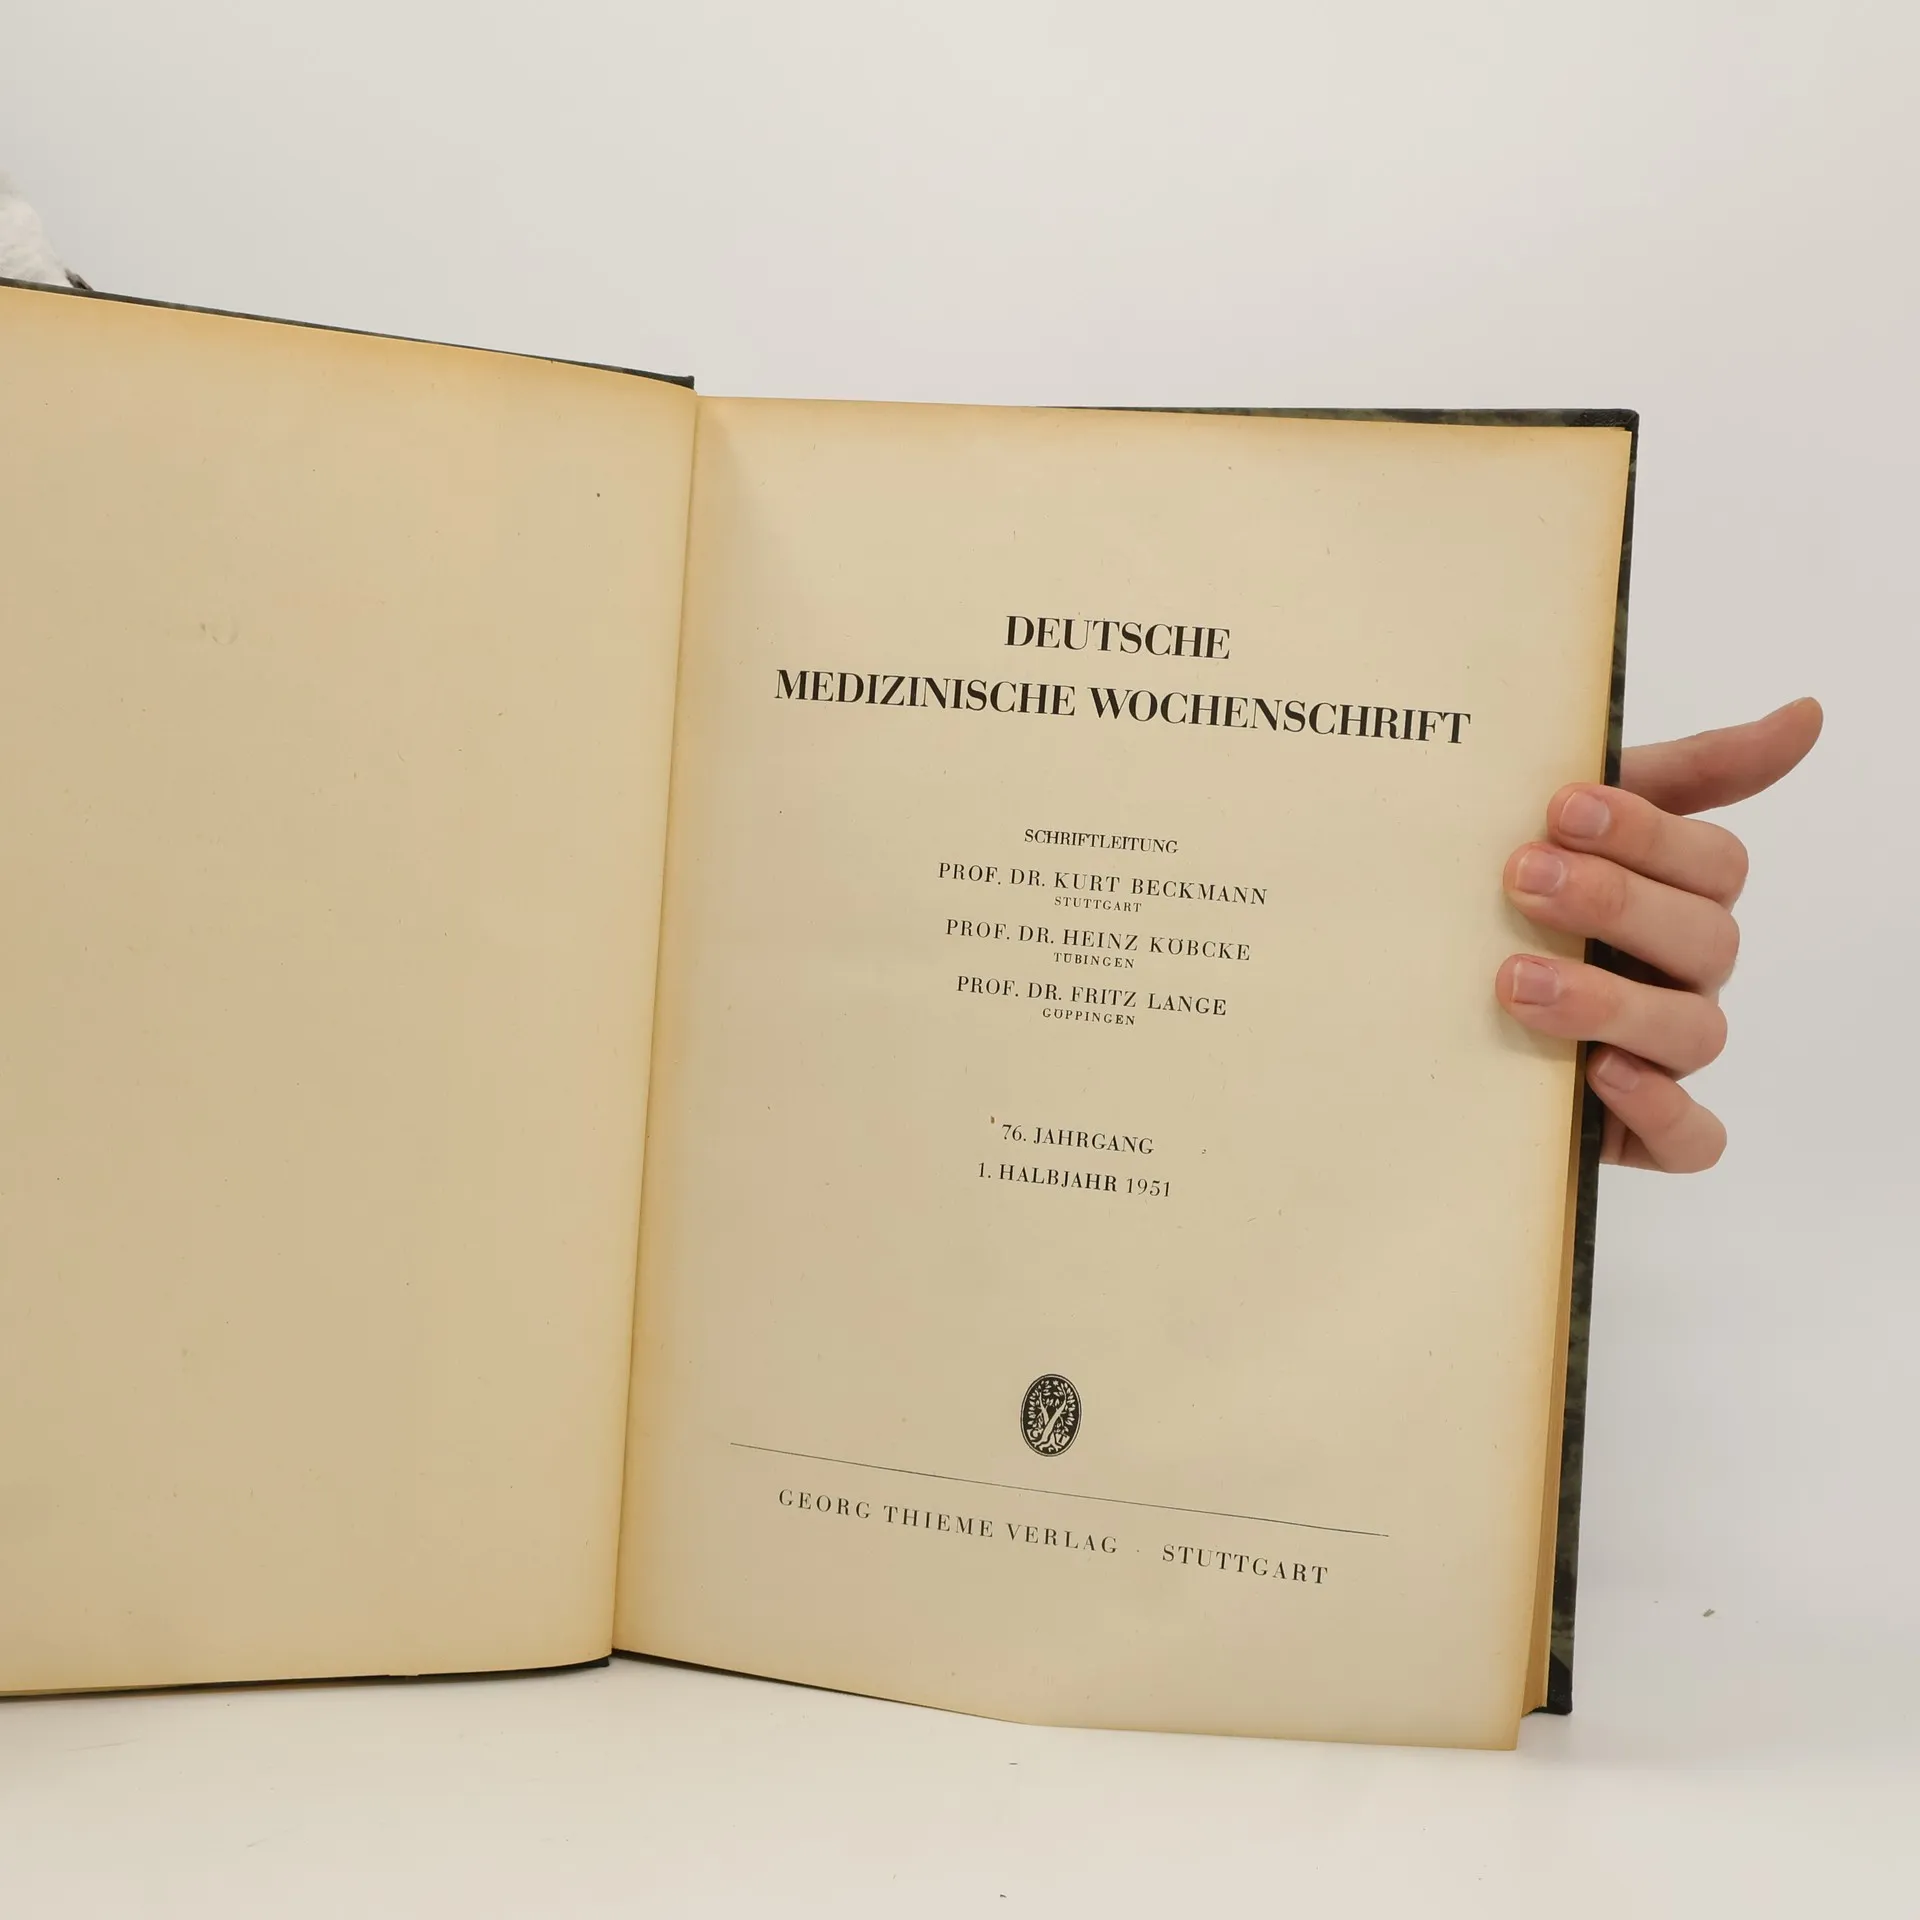 DEUTSCHE
MEDIZINISCHE WOCHENSCHRIFT
SCHRIFTLEITUNG
PROF. DR. KURT BECKMANN
STUTTGART
PROF. DR. HEINZ KÖBCKE
TÜBINGEN
PROF. DR. FRITZ LANGE
GÖPPINGEN
76. JAHRGANG
1. HALBJAHR 1951
GEORG THIEME VERLAG · STUTTGART